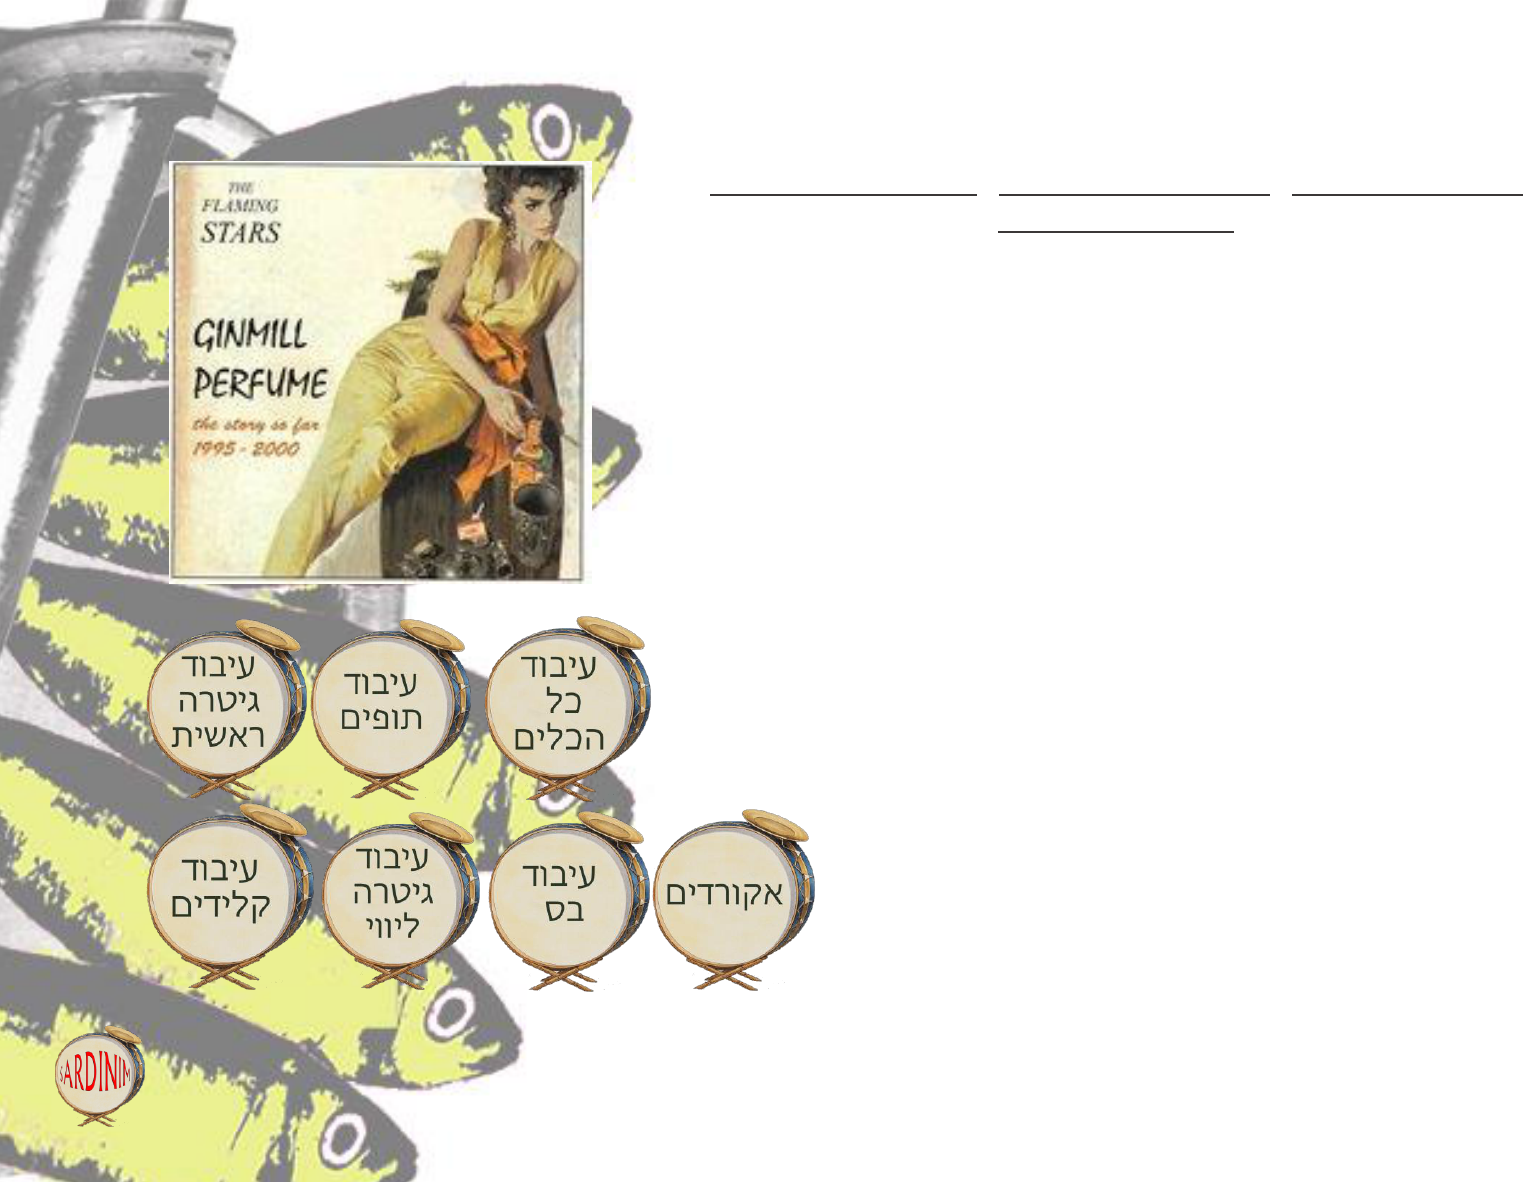 THE
FLAMING
STARS
GINMILL
PERFUME
the story so far
1995 - 2000
עיבוד
כל
הכלים
עיבוד
תופים
עיבוד
גיטרה
ראשית
אקורדים
עיבוד
בס
עיבוד
גיטרה
ליווי
עיבוד
קלידים
SARDINIM